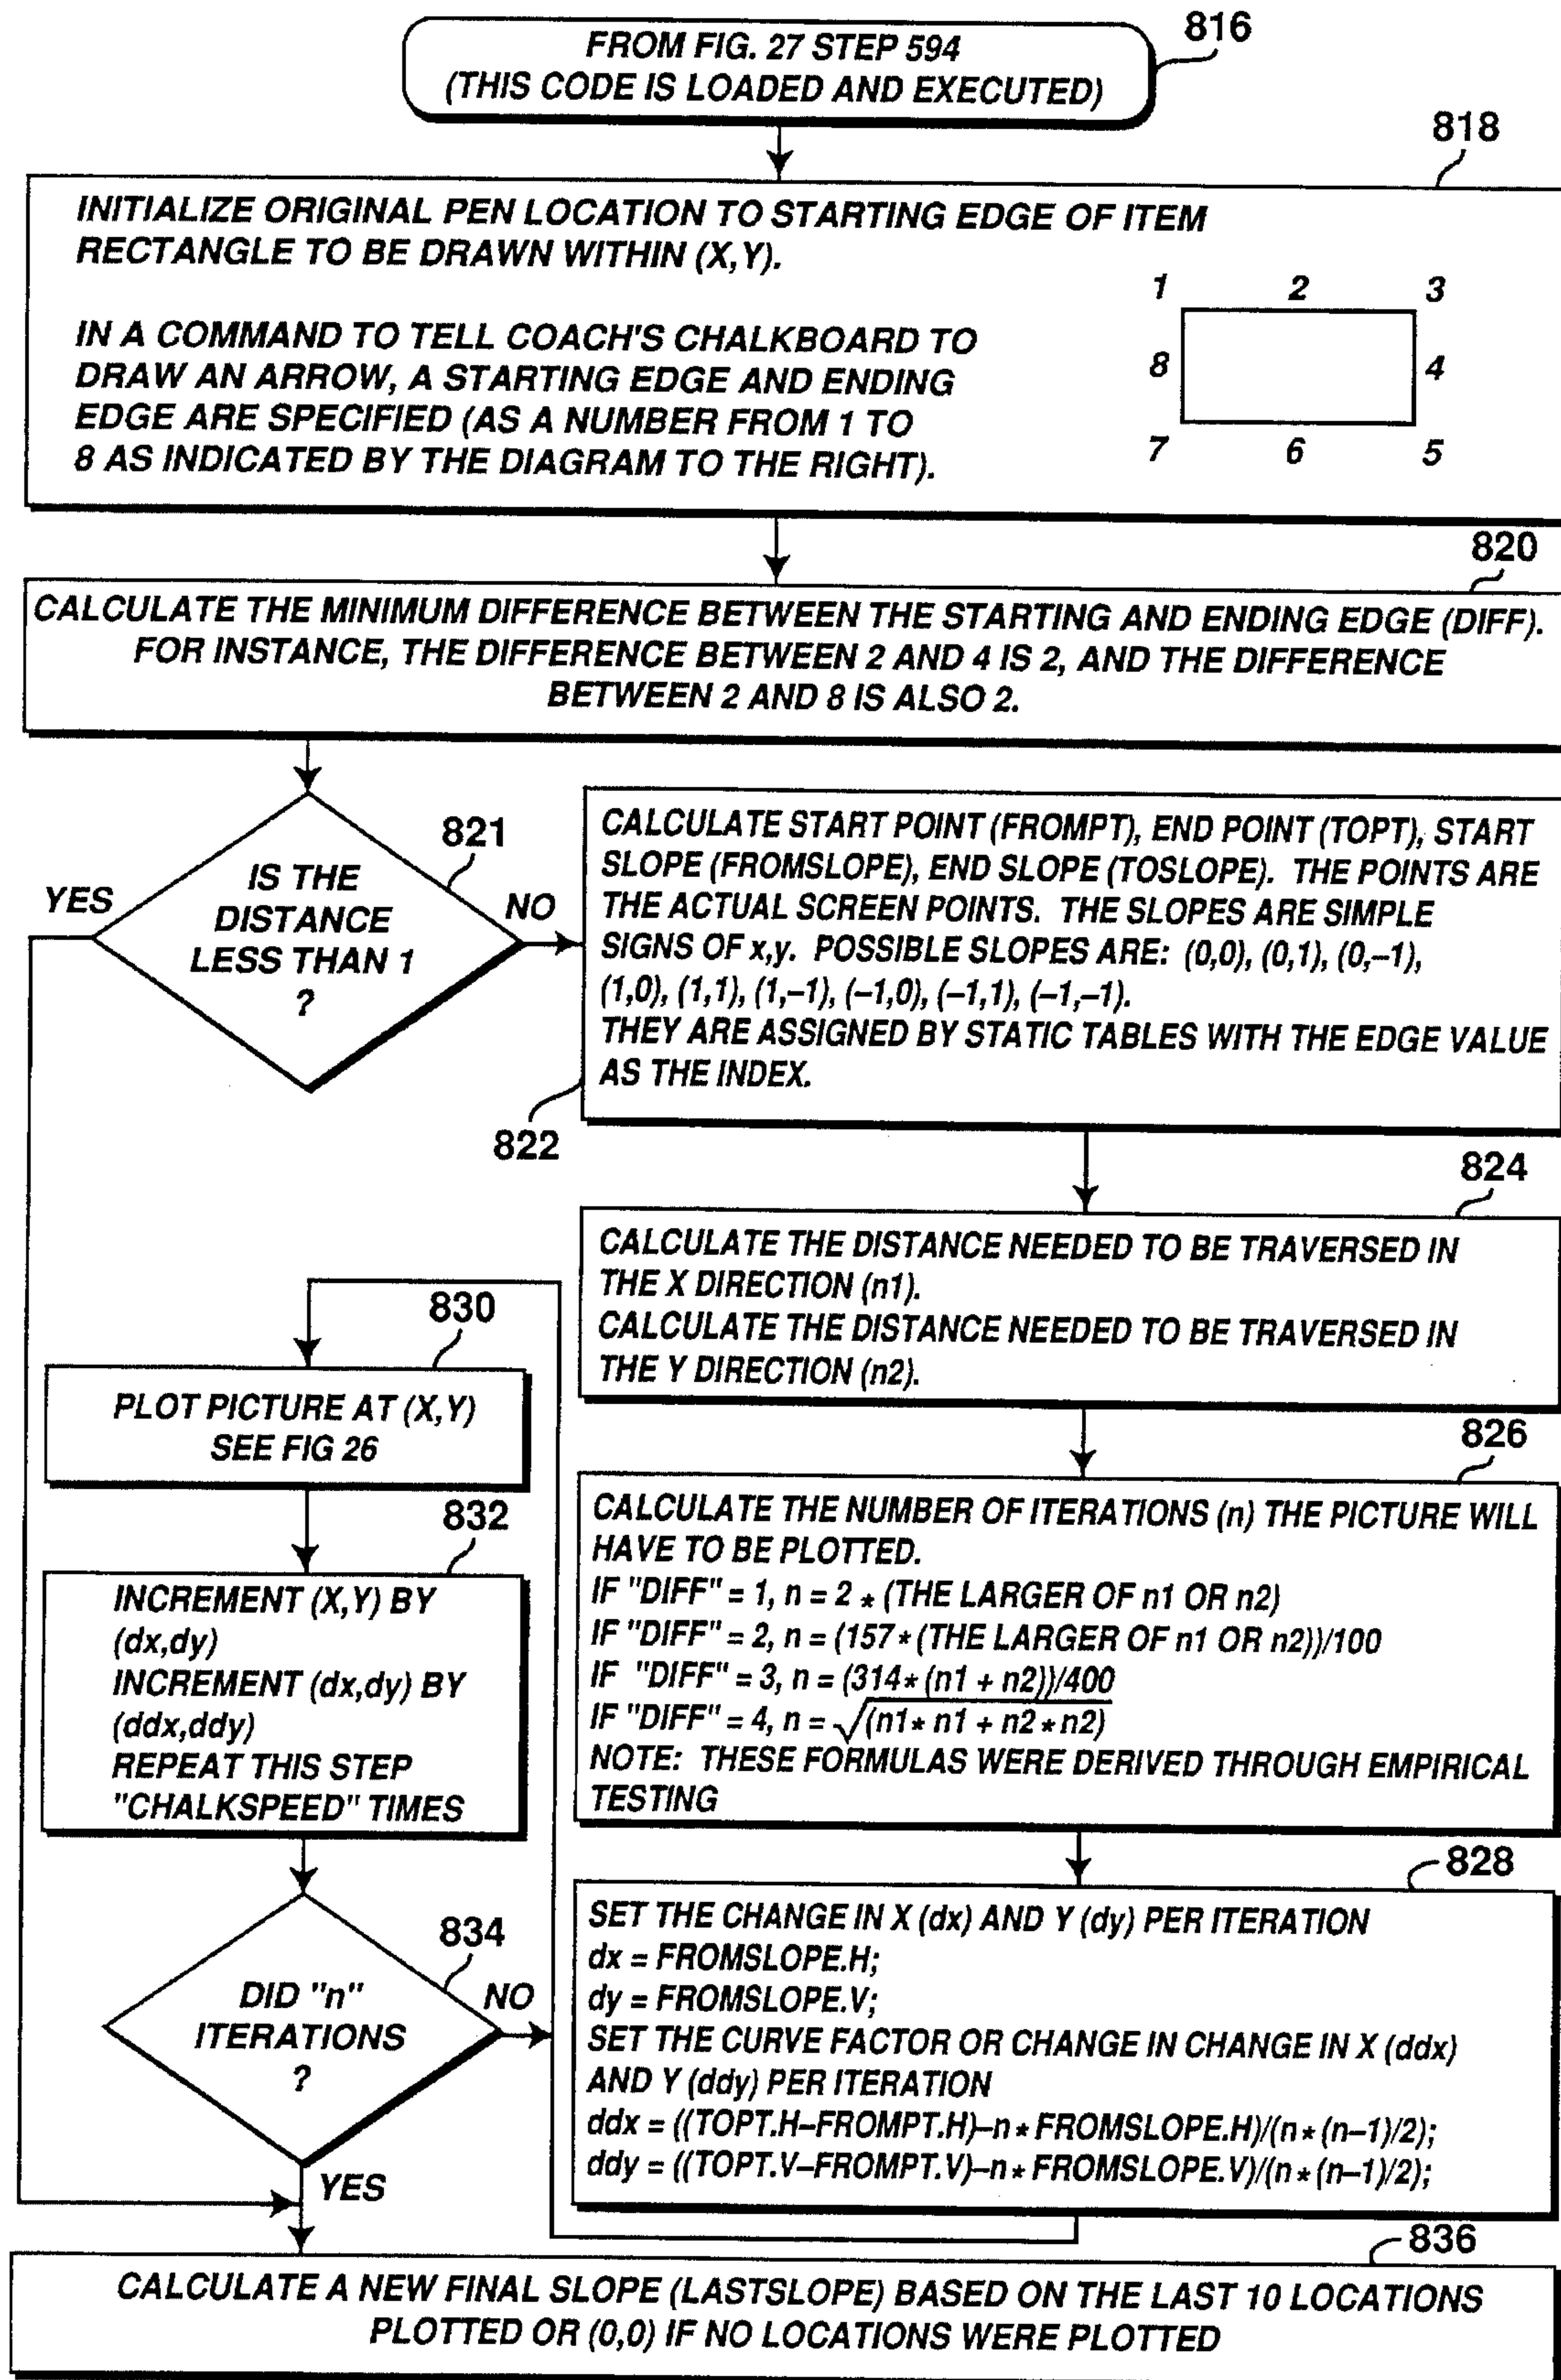 FROM FIG. 27 STEP 594
(THIS CODE IS LOADED AND EXECUTED)
816
818
INITIALIZE ORIGINAL PEN LOCATION TO STARTING EDGE OF ITEM
RECTANGLE TO BE DRAWN WITHIN (X,Y).
IN A COMMAND TO TELL COACH'S CHALKBOARD TO
DRAW AN ARROW, A STARTING EDGE AND ENDING
EDGE ARE SPECIFIED (AS A NUMBER FROM 1 TO
8 AS INDICATED BY THE DIAGRAM TO THE RIGHT).
1 2 3
8 4
7 6 5
820
CALCULATE THE MINIMUM DIFFERENCE BETWEEN THE STARTING AND ENDING EDGE (DIFF).
FOR INSTANCE, THE DIFFERENCE BETWEEN 2 AND 4 IS 2, AND THE DIFFERENCE
BETWEEN 2 AND 8 IS ALSO 2.
821
IS THE
DISTANCE
LESS THAN 1
?
YES
NO
CALCULATE START POINT (FROMPT), END POINT (TOPT), START
SLOPE (FROMSLOPE), END SLOPE (TOSLOPE). THE POINTS ARE
THE ACTUAL SCREEN POINTS. THE SLOPES ARE SIMPLE
SIGNS OF x,y. POSSIBLE SLOPES ARE: (0,0), (0,1), (0,–1),
(1,0), (1,1), (1,–1), (–1,0), (–1,1), (–1,–1).
THEY ARE ASSIGNED BY STATIC TABLES WITH THE EDGE VALUE
AS THE INDEX.
822
824
CALCULATE THE DISTANCE NEEDED TO BE TRAVERSED IN
THE X DIRECTION (n1).
CALCULATE THE DISTANCE NEEDED TO BE TRAVERSED IN
THE Y DIRECTION (n2).
826
CALCULATE THE NUMBER OF ITERATIONS (n) THE PICTURE WILL
HAVE TO BE PLOTTED.
IF "DIFF" = 1, n = 2 * (THE LARGER OF n1 OR n2)
IF "DIFF" = 2, n = (157* (THE LARGER OF n1 OR n2))/100
IF "DIFF" = 3, n = (314* (n1 + n2))/400
IF "DIFF" = 4, n = √(n1* n1 + n2 *n2)
NOTE: THESE FORMULAS WERE DERIVED THROUGH EMPIRICAL
TESTING
828
SET THE CHANGE IN X (dx) AND Y (dy) PER ITERATION
dx = FROMSLOPE.H;
dy = FROMSLOPE.V;
SET THE CURVE FACTOR OR CHANGE IN CHANGE IN X (ddx)
AND Y (ddy) PER ITERATION
ddx = ((TOPT.H–FROMPT.H)–n* FROMSLOPE.H)/(n* (n–1)/2);
ddy = ((TOPT.V–FROMPT.V)–n* FROMSLOPE.V)/(n* (n–1)/2);
830
PLOT PICTURE AT (X,Y)
SEE FIG 26
832
INCREMENT (X,Y) BY
(dx,dy)
INCREMENT (dx,dy) BY
(ddx,ddy)
REPEAT THIS STEP
"CHALKSPEED" TIMES
834
DID "n"
ITERATIONS
?
NO
YES
836
CALCULATE A NEW FINAL SLOPE (LASTSLOPE) BASED ON THE LAST 10 LOCATIONS
PLOTTED OR (0,0) IF NO LOCATIONS WERE PLOTTED